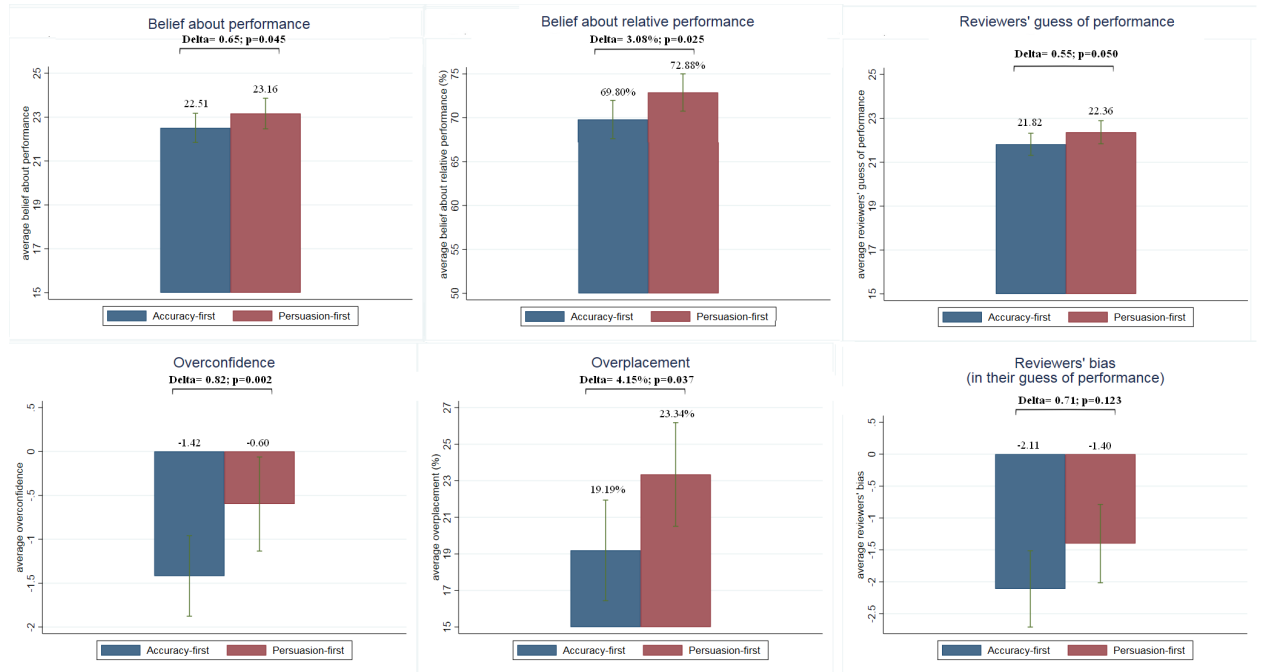 Belief about performance
Delta= 0.65; p=0.045
average belief about performance
25
23
21
19
17
15
22.51
23.16
Accuracy-first
Persuasion-first
Belief about relative performance
Delta= 3.08%; p=0.025
average belief about relative performance (%)
75
70
65
60
55
50
69.80%
72.88%
Accuracy-first
Persuasion-first
Reviewers' guess of performance
Delta= 0.55; p=0.050
average reviewers' guess of performance
25
23
21
19
17
15
21.82
22.36
Accuracy-first
Persuasion-first
Overconfidence
Delta= 0.82; p=0.002
average overconfidence
.5
0
-.5
-1
-1.5
-2
-1.42
-0.60
Accuracy-first
Persuasion-first
Overplacement
Delta= 4.15%; p=0.037
average overplacement (%)
27
25
23
21
19
17
15
19.19%
23.34%
Accuracy-first
Persuasion-first
Reviewers' bias
(in their guess of performance)
Delta= 0.71; p=0.123
average reviewers' bias
.5
0
-.5
-1
-1.5
-2
-2.5
-2.11
-1.40
Accuracy-first
Persuasion-first